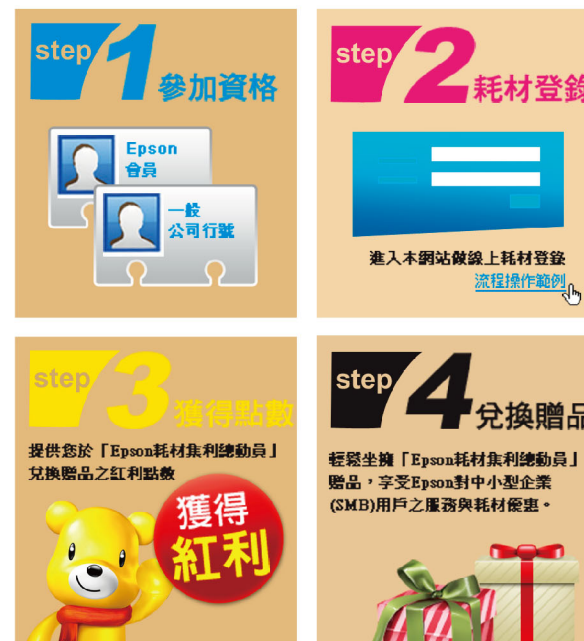 step 1 參加資格
Epson
會員
一般
公司行號
step 2 耗材登錄
進入本網站做線上耗材登錄
流程操作範例
step 3 獲得點數
提供您於「Epson耗材集利總動員」
兌換贈品之紅利點數
獲得
紅利
step 4 兌換贈品
輕鬆坐擁「Epson耗材集利總動員」
贈品，享受Epson對中小型企業
(SMB)用戶之服務與耗材優惠。